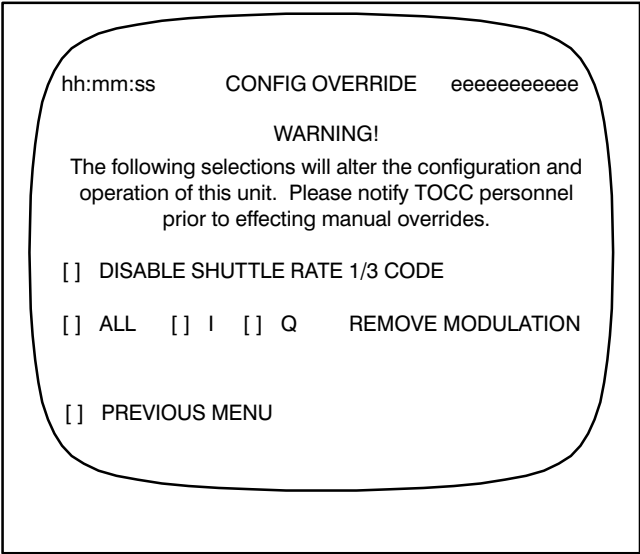 hh:mm:ss CONFIG OVERRIDE eeeeeeeeeee
WARNING!
The following selections will alter the configuration and
operation of this unit. Please notify TOCC personnel
prior to effecting manual overrides.
[ ] DISABLE SHUTTLE RATE 1/3 CODE
[ ] ALL [ ] I [ ] Q REMOVE MODULATION
[ ] PREVIOUS MENU